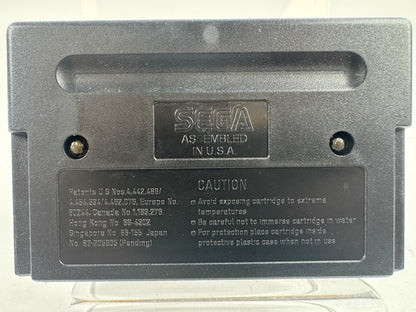 SEGA
AS EMBLED
IN U.S.A.
Patents U.S Nos 4,442,486/
4,454,594/4,462,076, Europe No.
80244, Canada No 1,183,276
Hong Kong No 88-4302
Singapore No 88-155 Japan
No 82-205605 (Pending)
CAUTION
Avoid exposing cartridge to extreme
temperatures
Be careful not to immerse cartridge in water
For protection place cartridge inside
protective plastic case when not in use